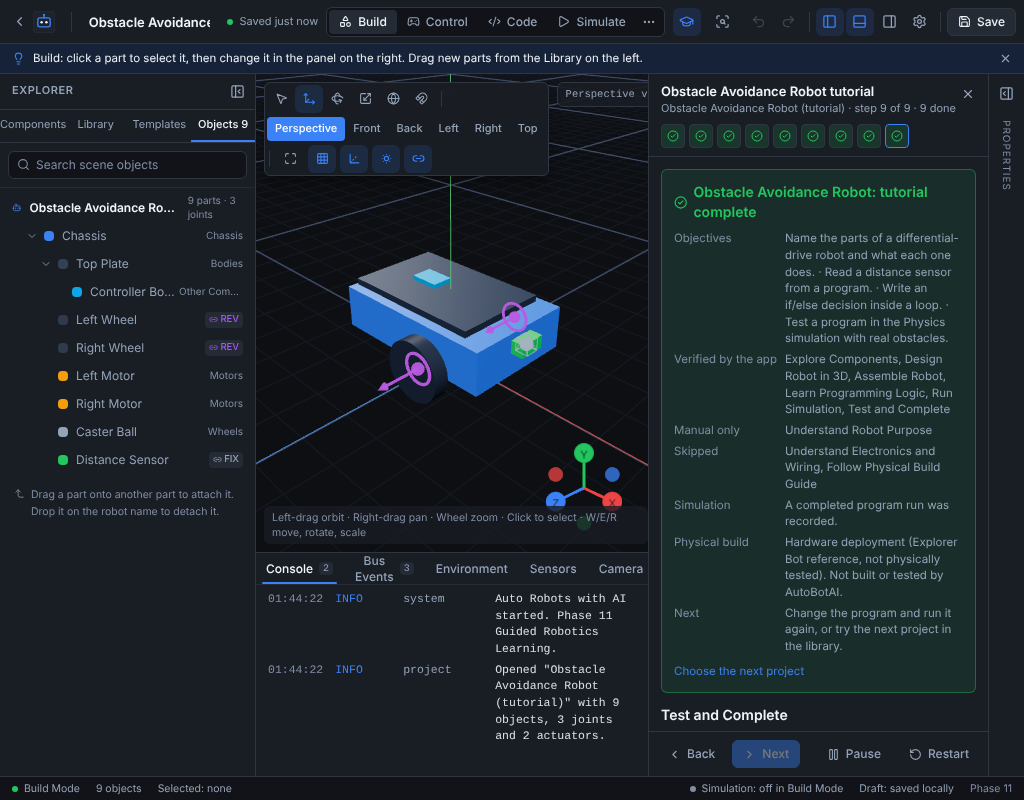 Obstacle Avoidance
Saved just now
Build
Control
Code
Simulate
Save
Build: click a part to select it, then change it in the panel on the right. Drag new parts from the Library on the left.
EXPLORER
Components
Library
Templates
Objects 9
Search scene objects
Obstacle Avoidance Ro...
9 parts · 3
joints
Chassis
Chassis
Top Plate
Bodies
Controller Bo...
Other Com...
Left Wheel
REV
Right Wheel
REV
Left Motor
Motors
Right Motor
Motors
Caster Ball
Wheels
Distance Sensor
FIX
Drag a part onto another part to attach it.
Drop it on the robot name to detach it.
Perspective v
Perspective
Front
Back
Left
Right
Top
Y
Z
X
Left-drag orbit · Right-drag pan · Wheel zoom · Click to select · W/E/R
move, rotate, scale
Console 2
Bus
Events
3
Environment
Sensors
Camera
01:44:22 INFO system Auto Robots with AI
started. Phase 11
Guided Robotics
Learning.
01:44:22 INFO project Opened "Obstacle
Avoidance Robot
(tutorial)" with 9
objects, 3 joints
and 2 actuators.
Obstacle Avoidance Robot tutorial
Obstacle Avoidance Robot (tutorial) · step 9 of 9 · 9 done
Obstacle Avoidance Robot: tutorial
complete
Objectives
Name the parts of a differential-
drive robot and what each one
does. · Read a distance sensor
from a program. · Write an
if/else decision inside a loop. ·
Test a program in the Physics
simulation with real obstacles.
Verified by the app
Explore Components, Design
Robot in 3D, Assemble Robot,
Learn Programming Logic, Run
Simulation, Test and Complete
Manual only
Understand Robot Purpose
Skipped
Understand Electronics and
Wiring, Follow Physical Build
Guide
Simulation
A completed program run was
recorded.
Physical build
Hardware deployment (Explorer
Bot reference, not physically
tested). Not built or tested by
AutoBotAI.
Next
Change the program and run it
again, or try the next project in
the library.
Choose the next project
Test and Complete
Back
Next
Pause
Restart
PROPERTIES
Build Mode
9 objects
Selected: none
Simulation: off in Build Mode
Draft: saved locally
Phase 11